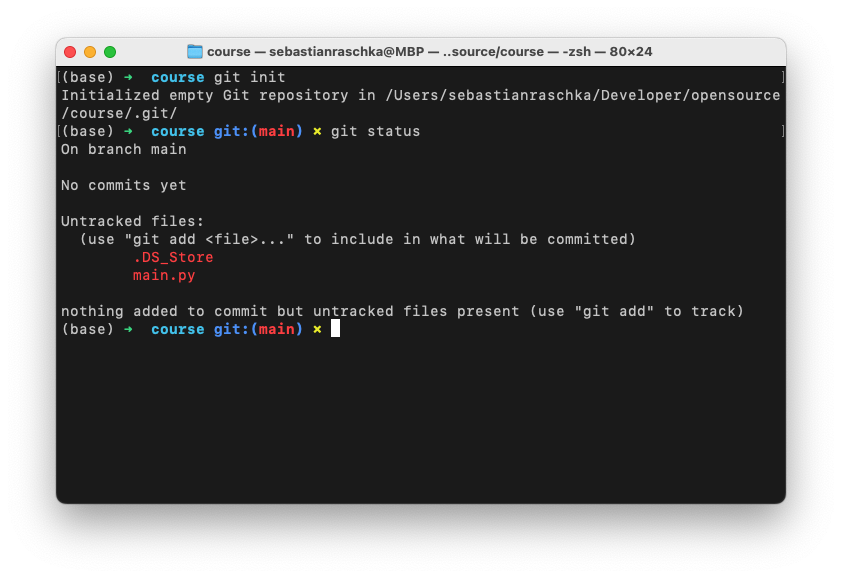 course — sebastianraschka@MBP — ..source/course — -zsh — 80×24
[(base) ➜  course git init ]
Initialized empty Git repository in /Users/sebastianraschka/Developer/opensource
/course/.git/
[(base) ➜  course git:(main) ✗ git status ]
On branch main

No commits yet

Untracked files:
  (use "git add <file>..." to include in what will be committed)
        .DS_Store
        main.py

nothing added to commit but untracked files present (use "git add" to track)
(base) ➜  course git:(main) ✗